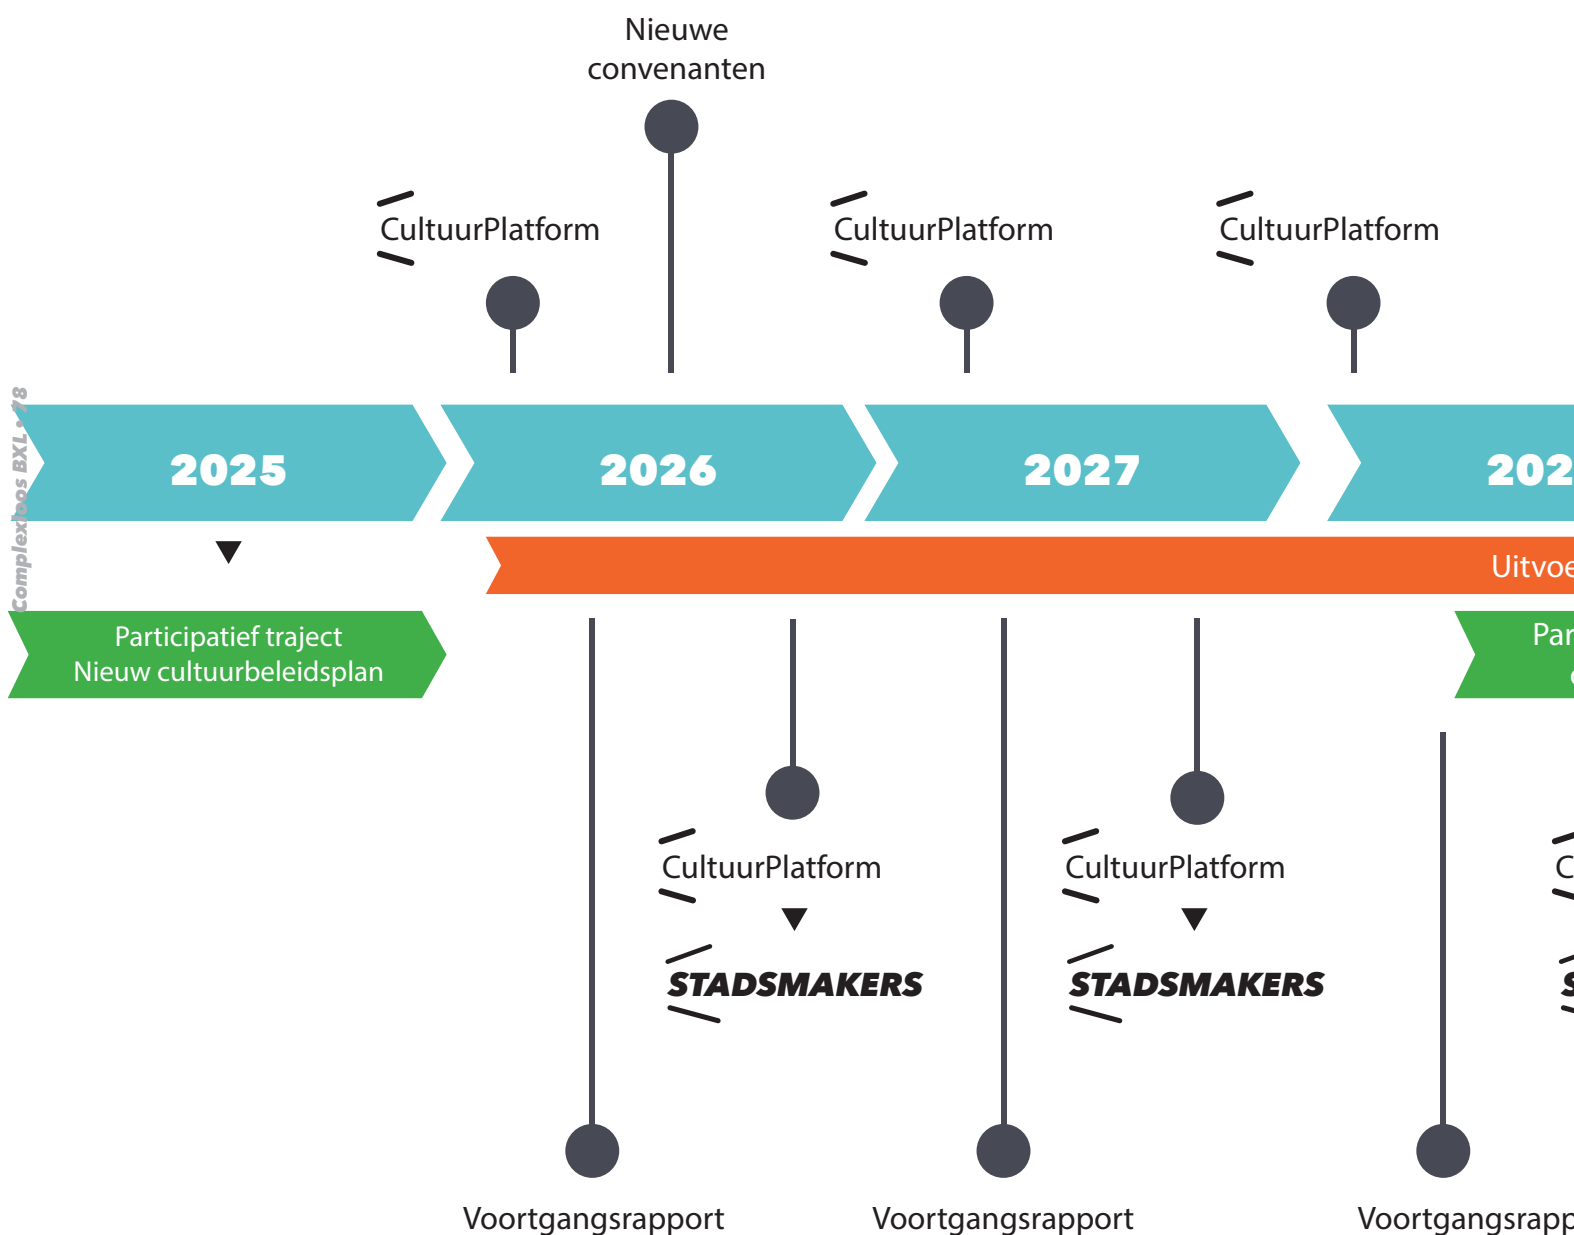 Nieuwe
convenanten
CultuurPlatform
CultuurPlatform
CultuurPlatform
Complexloos BXL • 78
2025
2026
2027
Participatief traject
Nieuw cultuurbeleidsplan
CultuurPlatform
CultuurPlatform
STADSMAKERS
STADSMAKERS
Voortgangsrapport
Voortgangsrapport